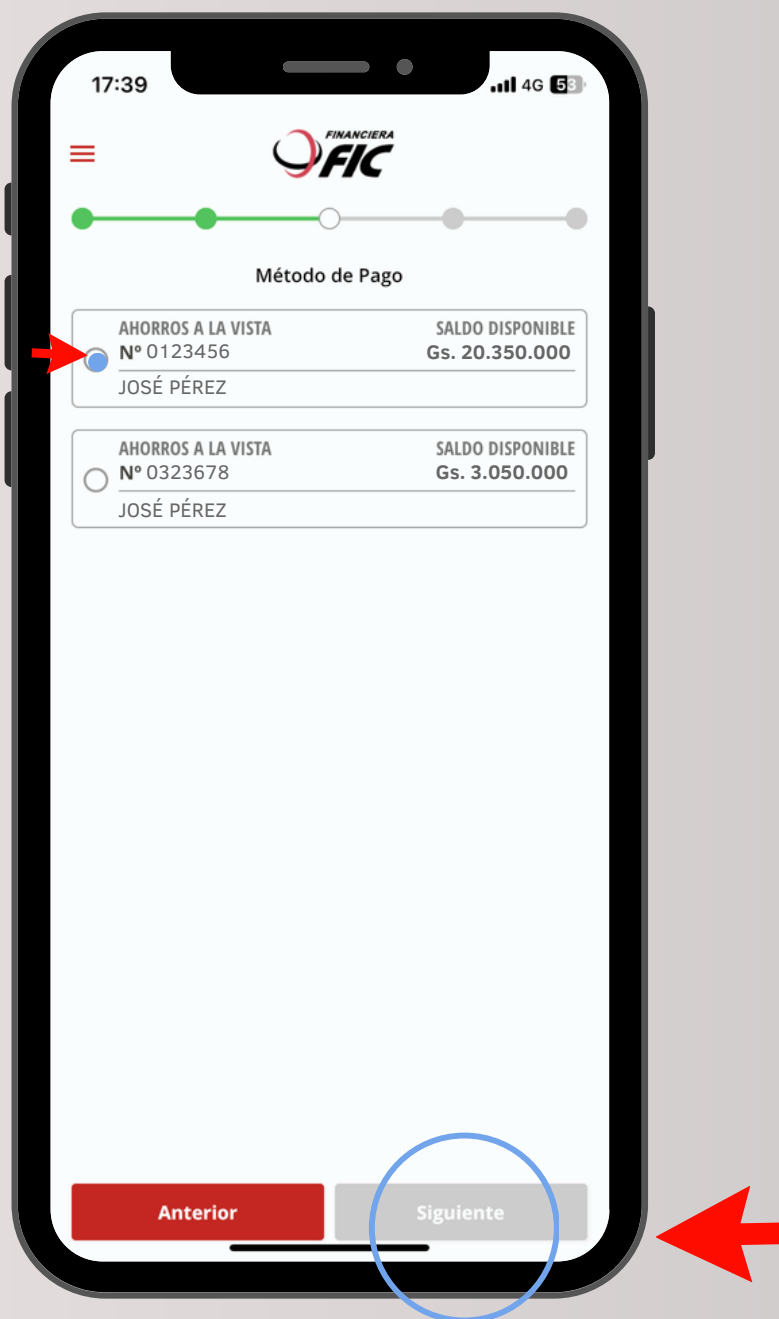 17:39
4G 53
FINANCIERA
FIC
Método de Pago
AHORROS A LA VISTA SALDO DISPONIBLE
Nº 0123456 Gs. 20.350.000
JOSÉ PÉREZ
AHORROS A LA VISTA SALDO DISPONIBLE
Nº 0323678 Gs. 3.050.000
JOSÉ PÉREZ
Anterior Siguiente